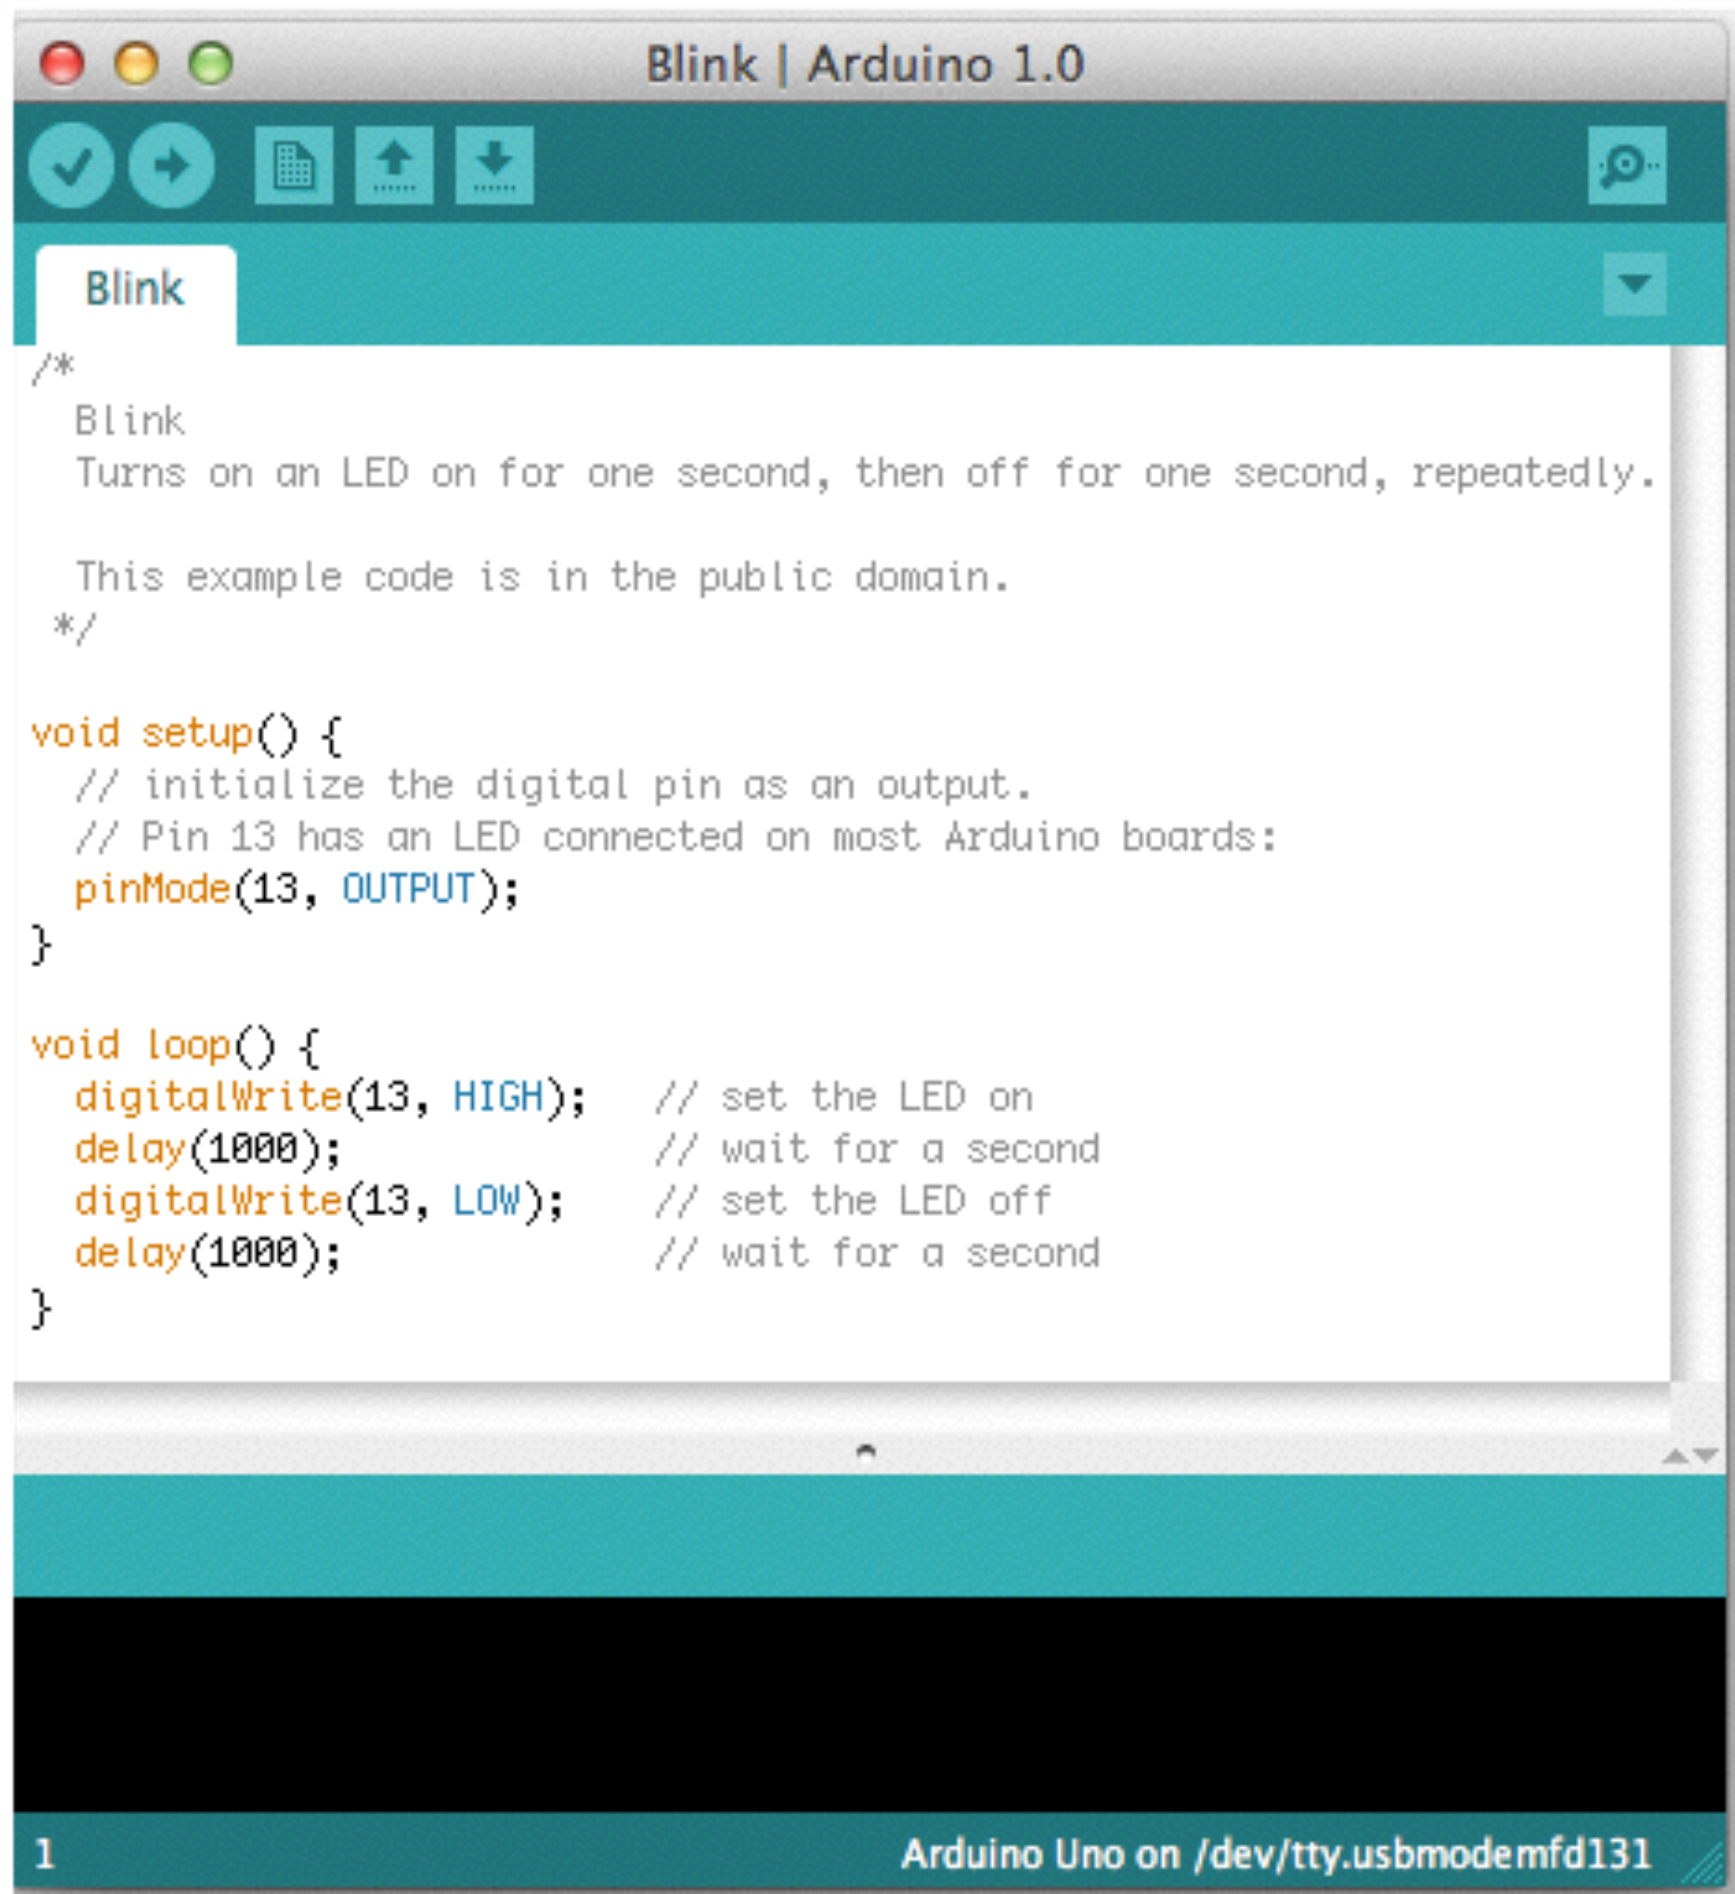 Blink | Arduino 1.0
Blink
/*
  Blink
  Turns on an LED on for one second, then off for one second, repeatedly.

  This example code is in the public domain.
 */

void setup() {
  // initialize the digital pin as an output.
  // Pin 13 has an LED connected on most Arduino boards:
  pinMode(13, OUTPUT);
}

void loop() {
  digitalWrite(13, HIGH);   // set the LED on
  delay(1000);              // wait for a second
  digitalWrite(13, LOW);    // set the LED off
  delay(1000);              // wait for a second
}
1
Arduino Uno on /dev/tty.usbmodemfd131